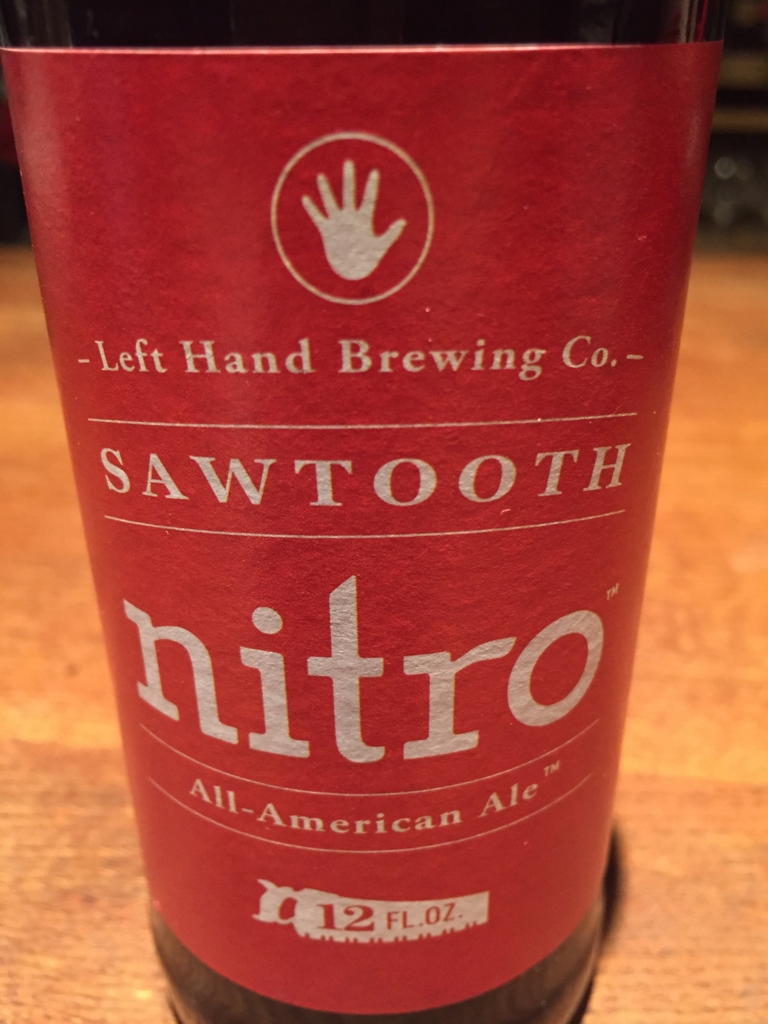 -Left Hand Brewing Co.-
SAWTOOTH
nitro™
All-American Ale™
12 FL.OZ.